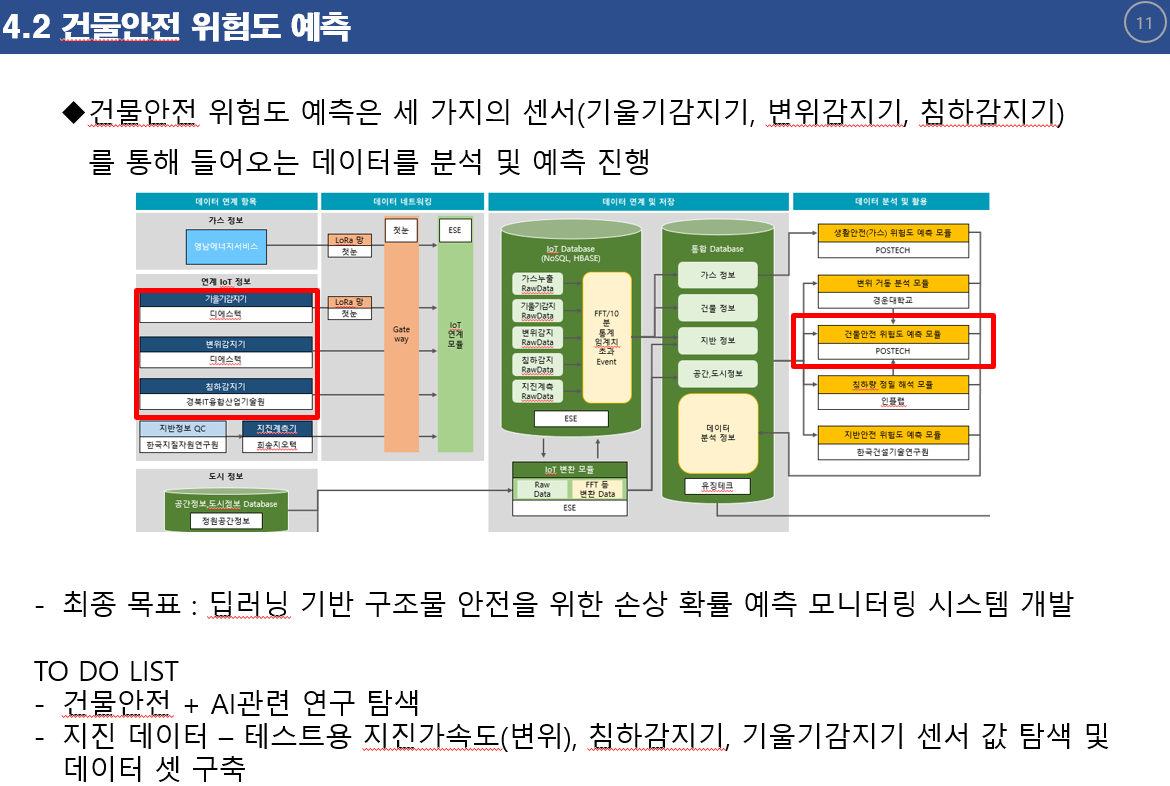 4.2 건물안전 위험도 예측
11
◆건물안전 위험도 예측은 세 가지의 센서(기울기감지기, 변위감지기, 침하감지기)
를 통해 들어오는 데이터를 분석 및 예측 진행
데이터 연계 항목
데이터 네트워킹
데이터 연계 및 저장
데이터 분석 및 활용
가스 정보
영남에너지서비스
연계 IoT 정보
기울기감지기
디에스텍
변위감지기
디에스텍
침하감지기
경북IT융합산업기술원
지반정보 QC
한국지질자원연구원
지진계측기
희송지오텍
도시 정보
공간정보,도시정보 Database
정원공간정보
LoRa 망
첫눈
LoRa 망
첫눈
첫눈
Gate
way
ESE
IoT
연계
모듈
IoT Database
(NoSQL, HBASE)
가스누출
RawData
기울기감지
RawData
변위감지
RawData
침하감지
RawData
지진계측
RawData
FFT/10
분
통계
임계치
초과
Event
ESE
IoT 변환 모듈
Raw
Data
FFT 등
변환 Data
ESE
통합 Database
가스 정보
건물 정보
지반 정보
공간,도시정보
데이터
분석 정보
유징테크
생활안전(가스) 위험도 예측 모듈
POSTECH
변위 거동 분석 모듈
경운대학교
건물안전 위험도 예측 모듈
POSTECH
침하량 정밀 해석 모듈
인플랩
지반안전 위험도 예측 모듈
한국건설기술연구원
- 최종 목표 : 딥러닝 기반 구조물 안전을 위한 손상 확률 예측 모니터링 시스템 개발
TO DO LIST
- 건물안전 + AI관련 연구 탐색
- 지진 데이터 – 테스트용 지진가속도(변위), 침하감지기, 기울기감지기 센서 값 탐색 및
데이터 셋 구축